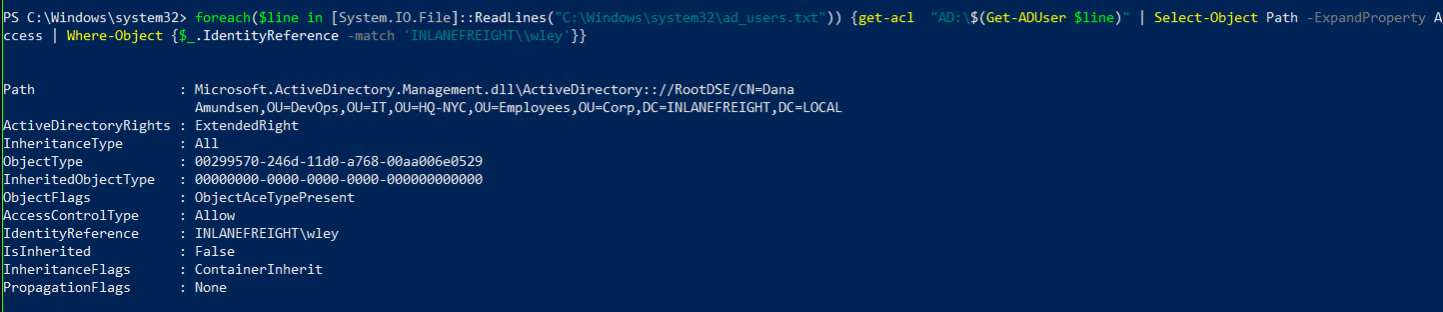 PS C:\Windows\system32> foreach($line in [System.IO.File]::ReadLines("C:\Windows\system32\ad_users.txt")) {get-acl  "AD:\$(Get-ADUser $line)" | Select-Object Path -ExpandProperty A
ccess | Where-Object {$_.IdentityReference -match 'INLANEFREIGHT\\wley'}}
Path                  : Microsoft.ActiveDirectory.Management.dll\ActiveDirectory:://RootDSE/CN=Dana
                        Amundsen,OU=DevOps,OU=IT,OU=HQ-NYC,OU=Employees,OU=Corp,DC=INLANEFREIGHT,DC=LOCAL
ActiveDirectoryRights : ExtendedRight
InheritanceType       : All
ObjectType            : 00299570-246d-11d0-a768-00aa006e0529
InheritedObjectType   : 00000000-0000-0000-0000-000000000000
ObjectFlags           : ObjectAceTypePresent
AccessControlType     : Allow
IdentityReference     : INLANEFREIGHT\wley
IsInherited           : False
InheritanceFlags      : ContainerInherit
PropagationFlags      : None